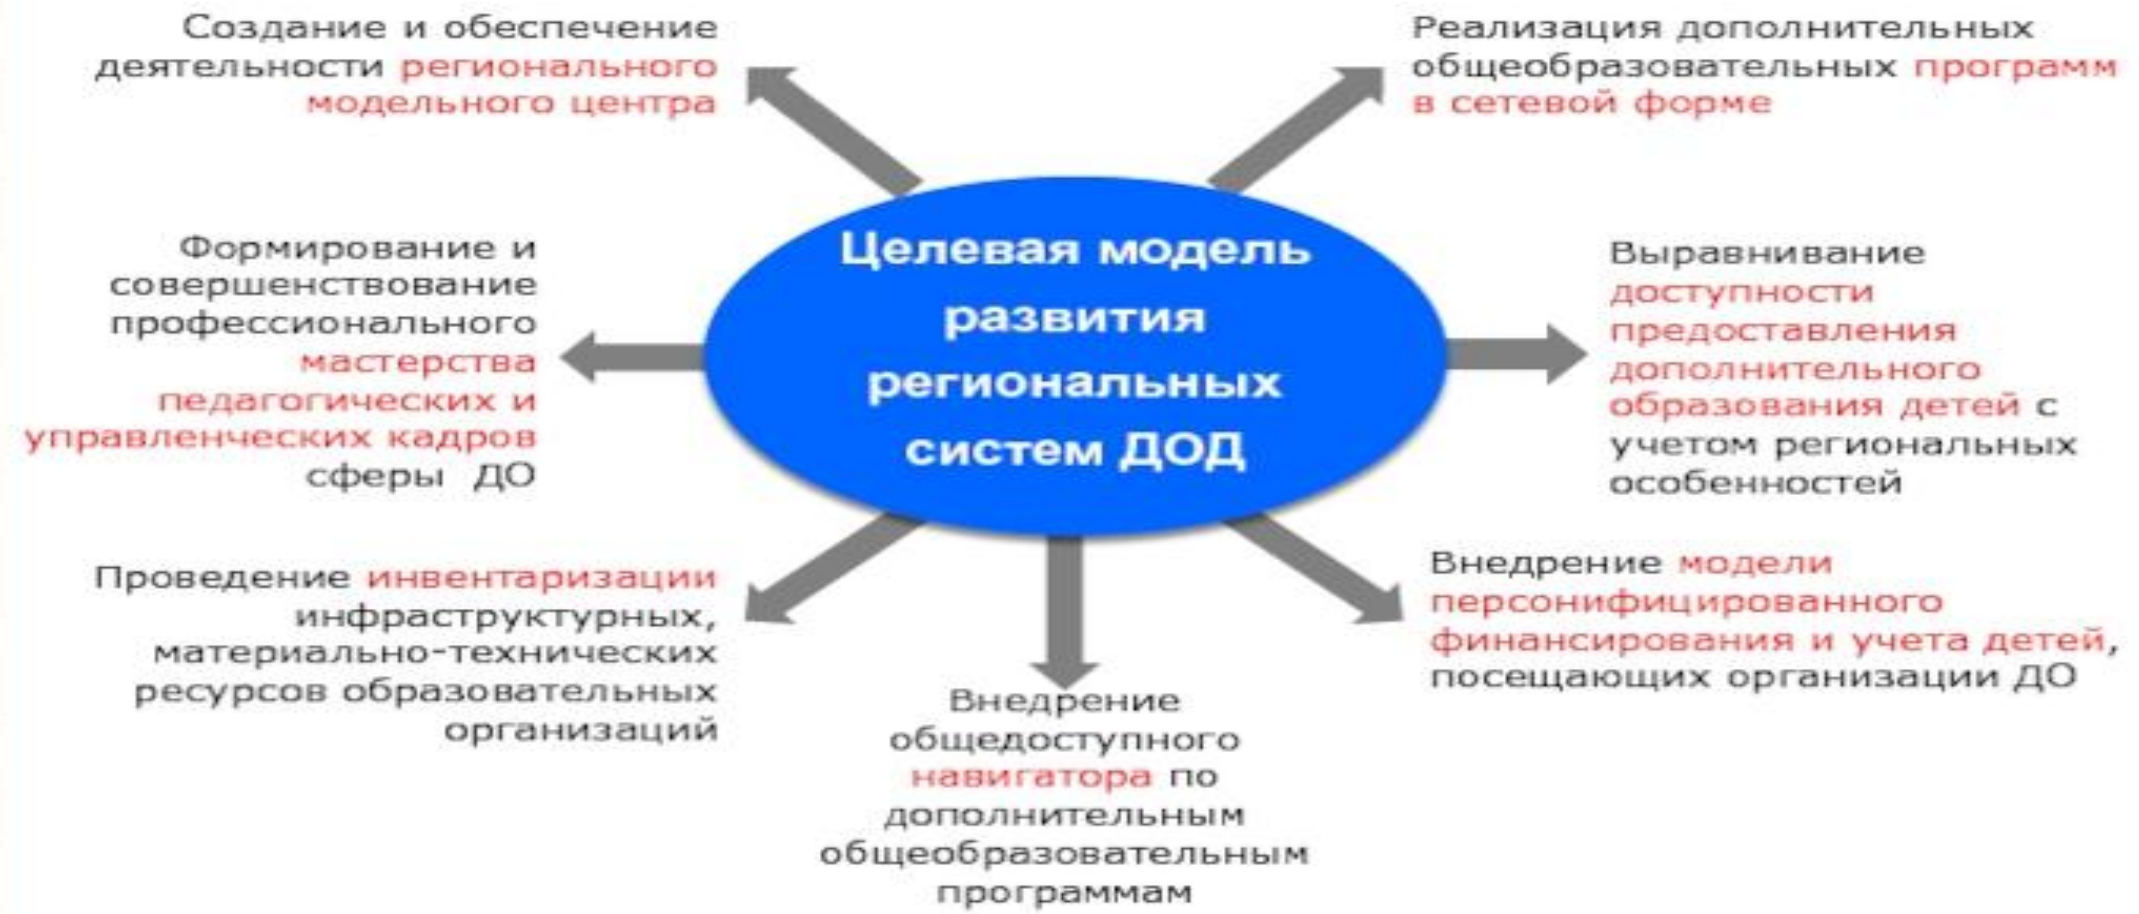 Создание и обеспечение
деятельности регионального
модельного центра
Реализация дополнительных
общеобразовательных программ
в сетевой форме
Целевая модель
развития
региональных
систем ДОД
Формирование и
совершенствование
профессионального
мастерства
педагогических и
управленческих кадров
сферы ДО
Выравнивание
доступности
предоставления
дополнительного
образования детей с
учетом региональных
особенностей
Проведение инвентаризации
инфраструктурных,
материально-технических
ресурсов образовательных
организаций
Внедрение
общедоступного
навигатора по
дополнительным
общеобразовательным
программам
Внедрение модели
персонифицированного
финансирования и учета детей,
посещающих организации ДО